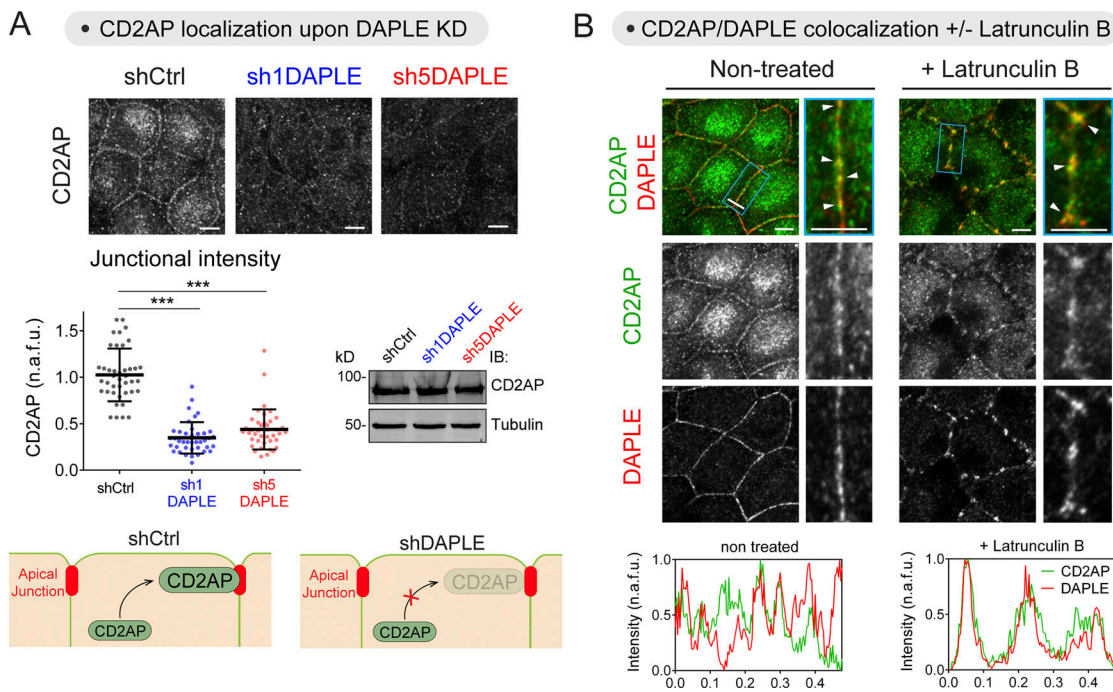 A
• CD2AP localization upon DAPLE KD
shCtrl
sh1DAPLE
sh5DAPLE
CD2AP
Junctional intensity
***
***
CD2AP (n.a.f.u.)
1.5
1.0
0.5
0.0
shCtrl
sh1
DAPLE
sh5
DAPLE
kD
shCtrl
sh1DAPLE
sh5DAPLE
IB:
100-
CD2AP
50-
Tubulin
shCtrl
Apical
Junction
CD2AP
CD2AP
shDAPLE
Apical
Junction
CD2AP
CD2AP
B
• CD2AP/DAPLE colocalization +/- Latrunculin B
Non-treated
+ Latrunculin B
CD2AP
DAPLE
CD2AP
DAPLE
non treated
Intensity (n.a.f.u.)
1.0
0.5
0.0
0.0 0.1 0.2 0.3 0.4
+ Latrunculin B
CD2AP
DAPLE
Intensity (n.a.f.u.)
1.0
0.5
0.0
0.0 0.1 0.2 0.3 0.4